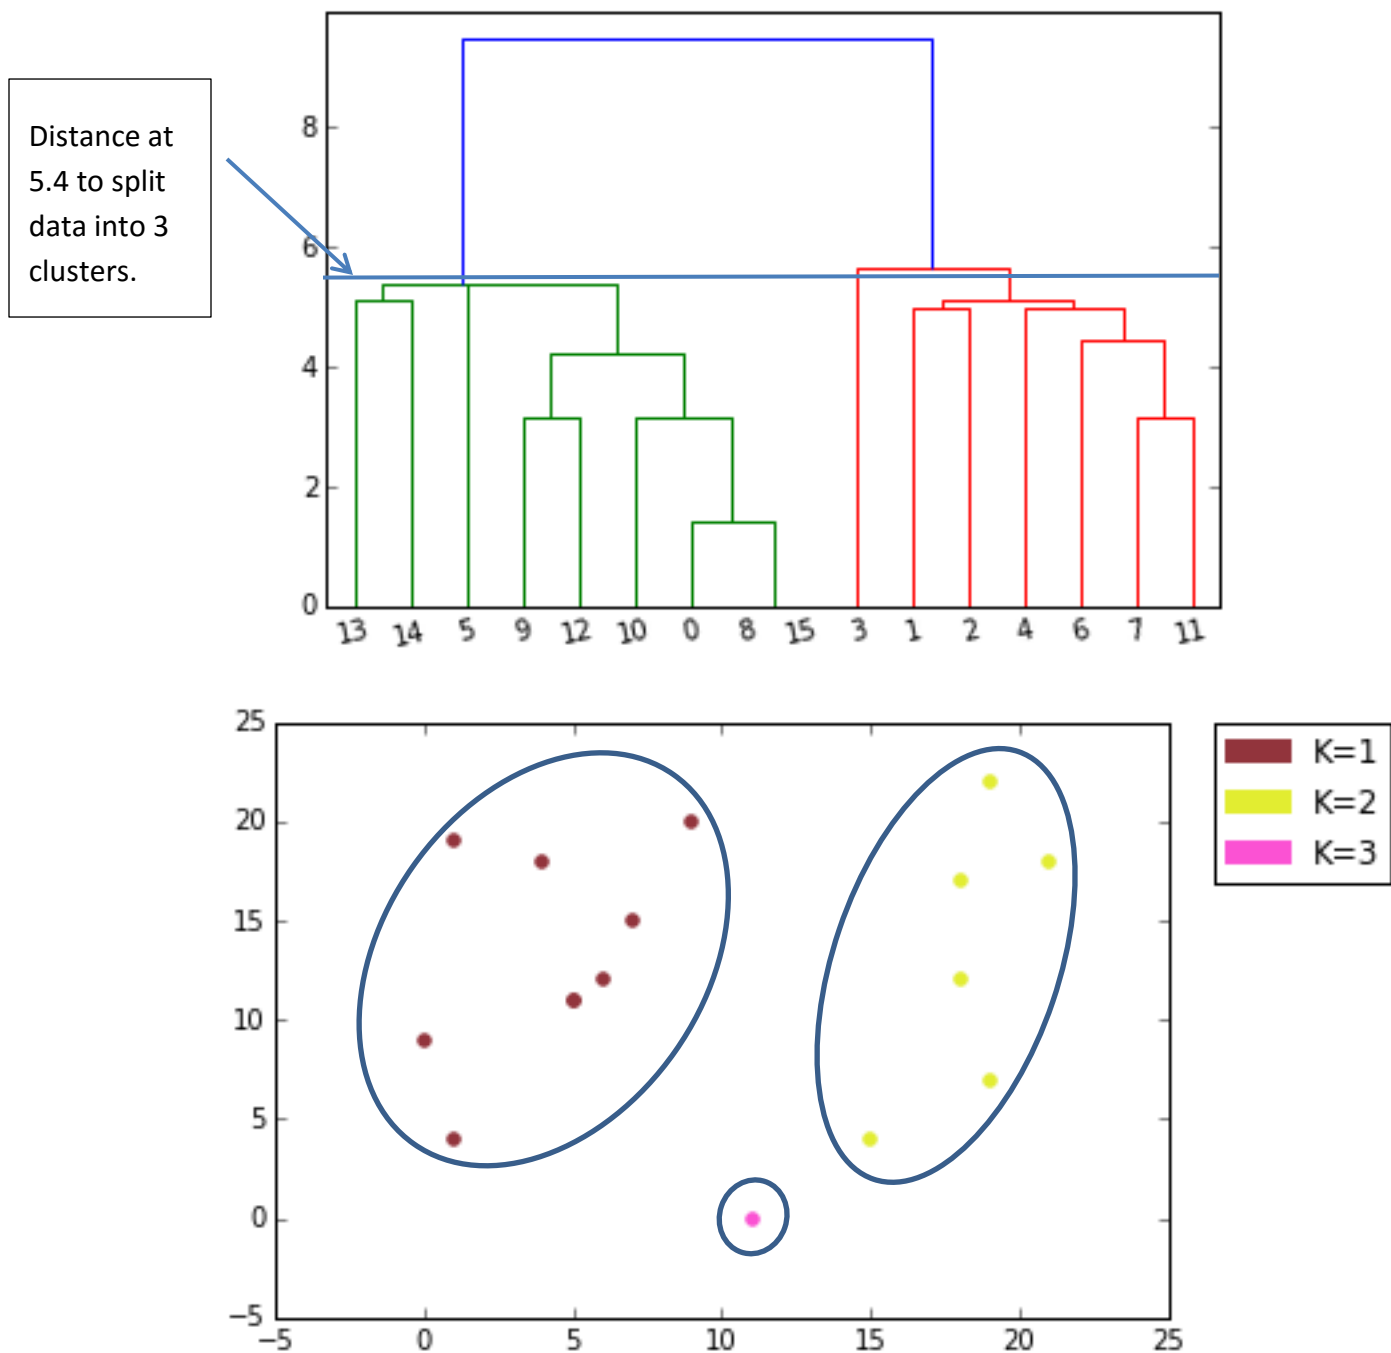 Distance at
5.4 to split
data into 3
clusters.
8
6
4
2
0
13 14 5 9 12 10 0 8 15 3 1 2 4 6 7 11
25
20
15
10
5
0
−5
−5 0 5 10 15 20 25
K=1
K=2
K=3